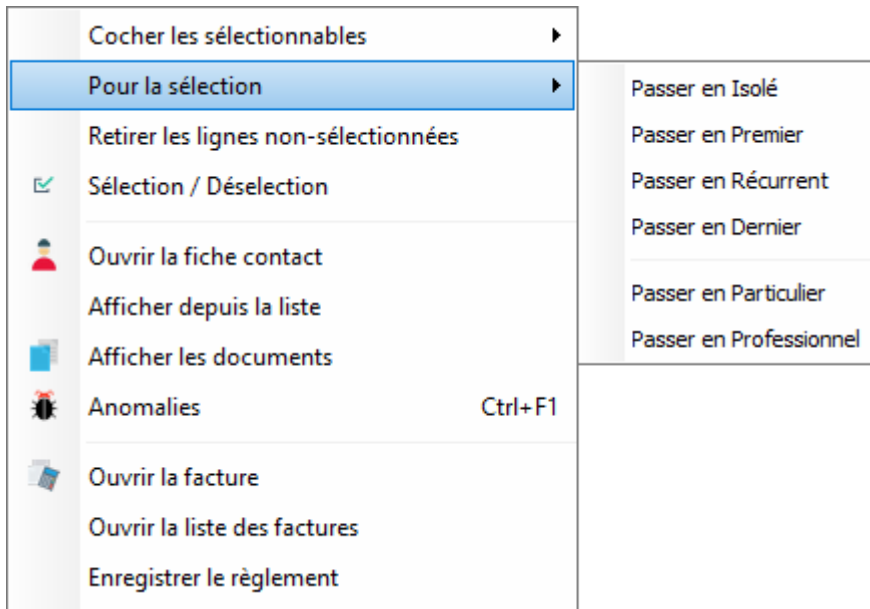 Cocher les sélectionnables
Pour la sélection
Retirer les lignes non-sélectionnées
Sélection / Déselection
Ouvrir la fiche contact
Afficher depuis la liste
Afficher les documents
Anomalies Ctrl+F1
Ouvrir la facture
Ouvrir la liste des factures
Enregistrer le règlement
Passer en Isolé
Passer en Premier
Passer en Récurrent
Passer en Dernier
Passer en Particulier
Passer en Professionnel